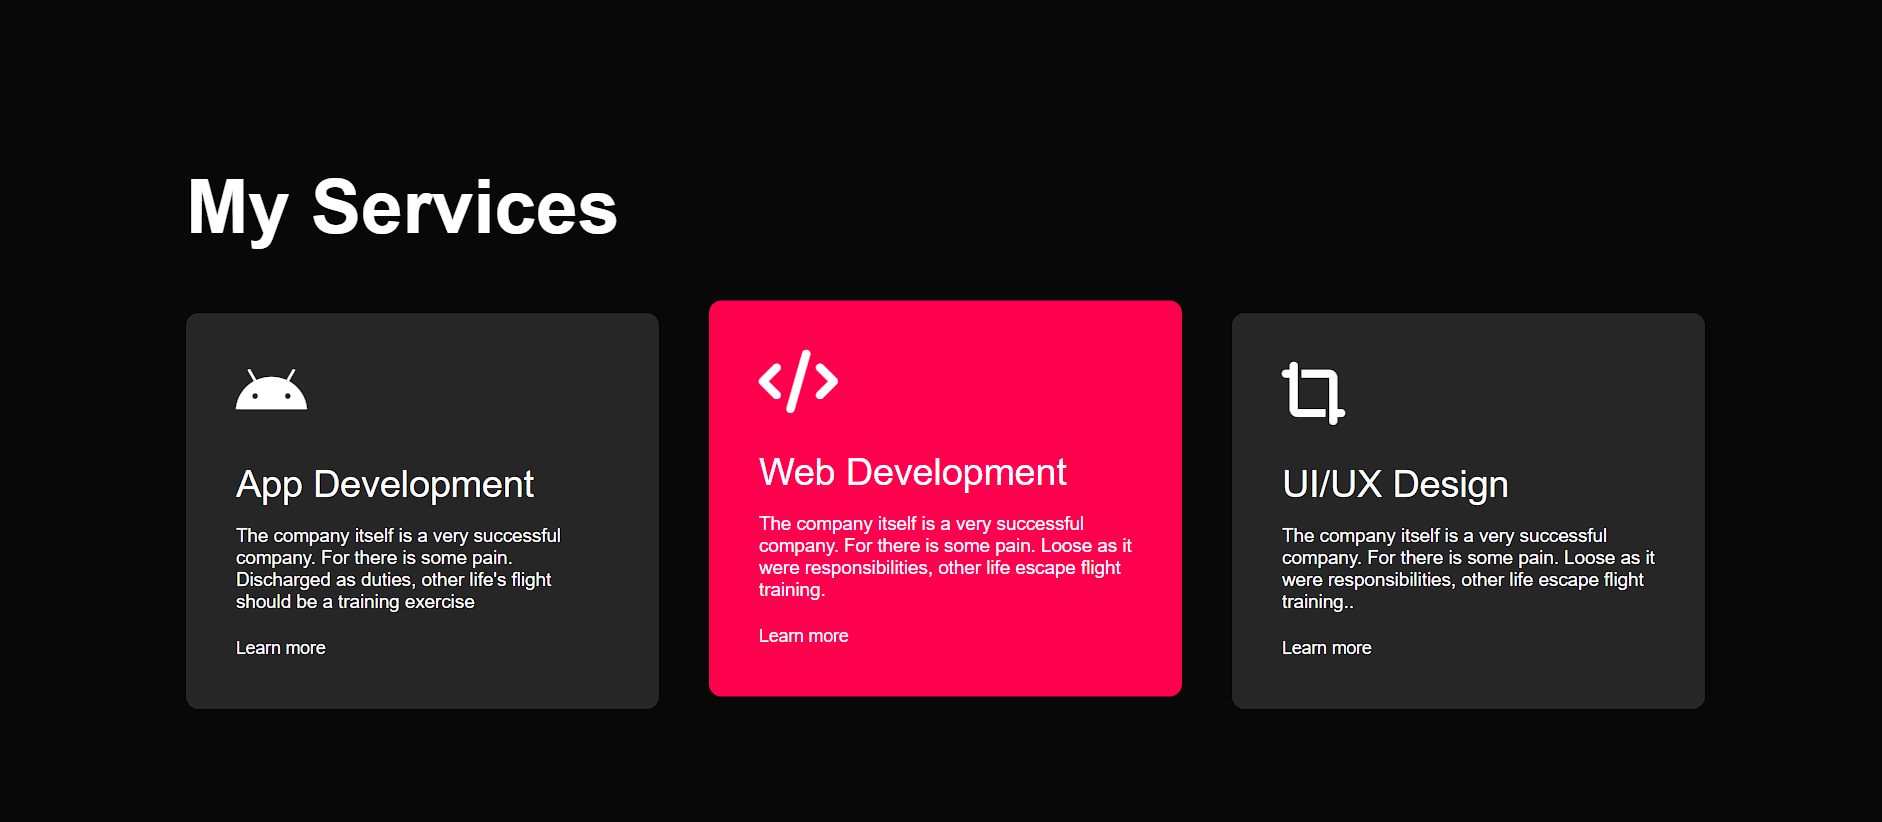 My Services
App Development
The company itself is a very successful
company. For there is some pain.
Discharged as duties, other life's flight
should be a training exercise
Learn more
Web Development
The company itself is a very successful
company. For there is some pain. Loose as it
were responsibilities, other life escape flight
training.
Learn more
UI/UX Design
The company itself is a very successful
company. For there is some pain. Loose as it
were responsibilities, other life escape flight
training..
Learn more